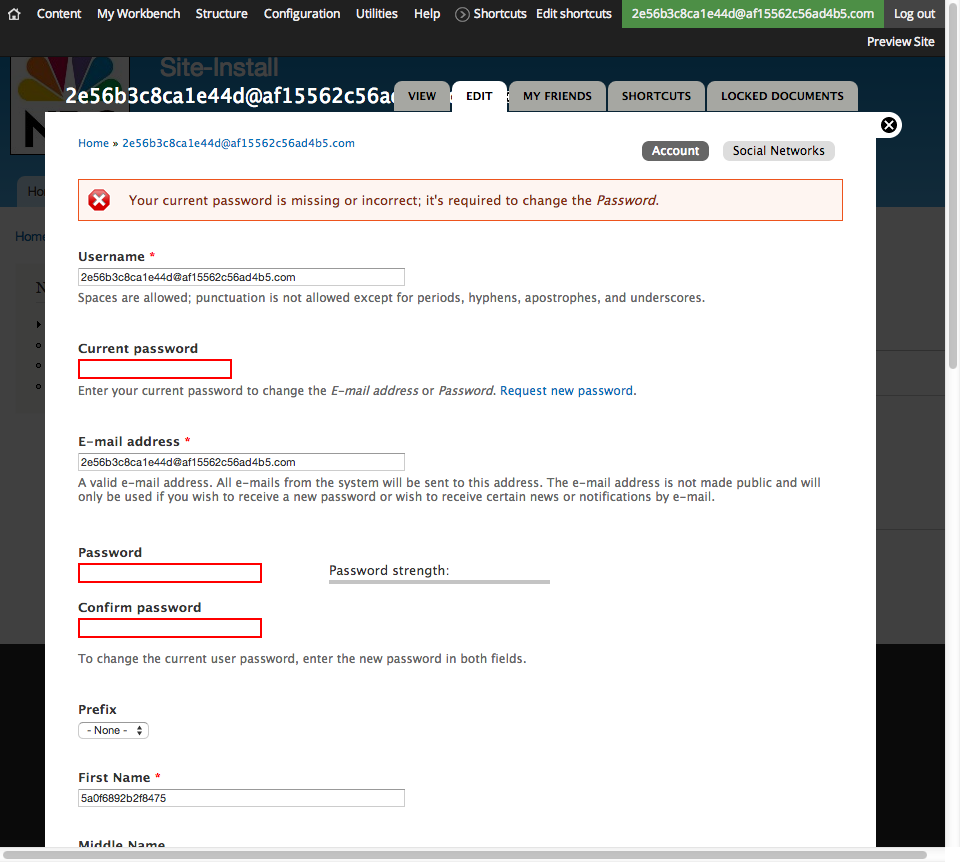 Content My Workbench Structure Configuration Utilities Help Shortcuts Edit shortcuts 2e56b3c8ca1e44d@af15562c56ad4b5.com Log out
Preview Site
Site-Install
2e56b3c8ca1e44d@af15562c56a
VIEW EDIT MY FRIENDS SHORTCUTS LOCKED DOCUMENTS
Home » 2e56b3c8ca1e44d@af15562c56ad4b5.com
Account Social Networks
Your current password is missing or incorrect; it's required to change the Password.
Home
Username *
2e56b3c8ca1e44d@af15562c56ad4b5.com
Spaces are allowed; punctuation is not allowed except for periods, hyphens, apostrophes, and underscores.
Current password
Enter your current password to change the E-mail address or Password. Request new password.
E-mail address *
2e56b3c8ca1e44d@af15562c56ad4b5.com
A valid e-mail address. All e-mails from the system will be sent to this address. The e-mail address is not made public and will
only be used if you wish to receive a new password or wish to receive certain news or notifications by e-mail.
Password
Password strength:
Confirm password
To change the current user password, enter the new password in both fields.
Prefix
- None -
First Name *
5a0f6892b2f8475
Middle Name